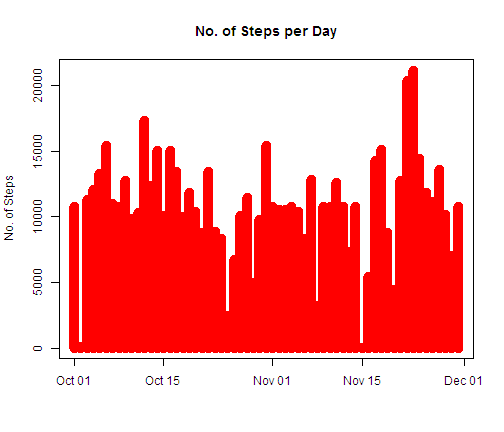 No. of Steps per Day
No. of Steps
20000
15000
10000
5000
0
Oct 01
Oct 15
Nov 01
Nov 15
Dec 01